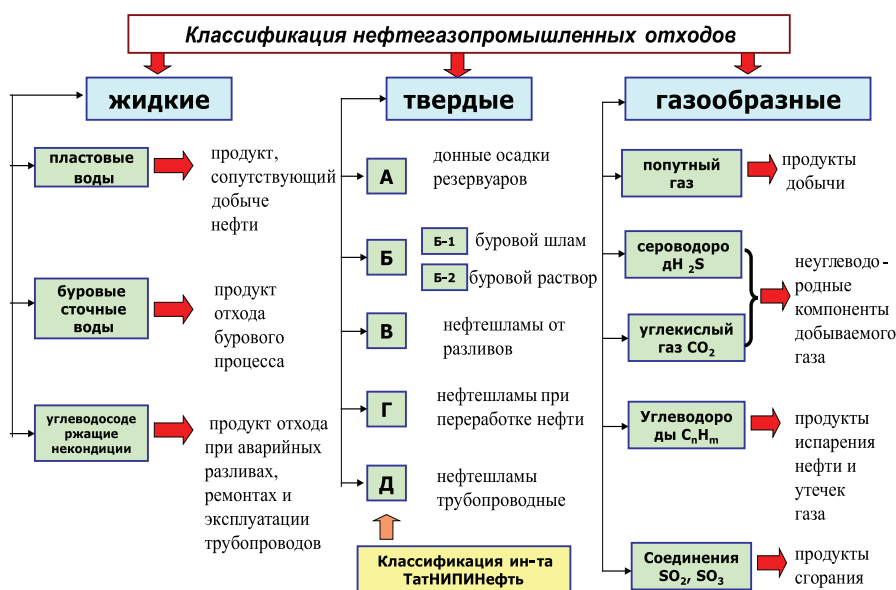 Классификация нефтегазопромышленных отходов
жидкие
пластовые
воды
продукт,
сопутствующий
добыче
нефти
буровые
сточные
воды
продукт
отхода
бурового
процесса
углеводосоде
ржащие
некондиции
продукт отхода
при аварийных
разливах,
ремонтах и
эксплуатации
трубопроводов
твердые
А
донные осадки
резервуаров
Б
Б-1
буровой шлам
Б-2
буровой раствор
В
нефтешламы от
разливов
Г
нефтешламы при
переработке нефти
Д
нефтешламы
трубопроводные
Классификация ин-та
ТатНИПИНефть
газообразные
попутный
газ
продукты
добычи
сероводоро
дН 2S
углекислый
газ СО2
неуглеводо-
родные
компоненты
добываемого
газа
Углеводоро
ды CnHm
продукты
испарения
нефти и
утечек
газа
Соединения
SO2, SO3
продукты
сгорания